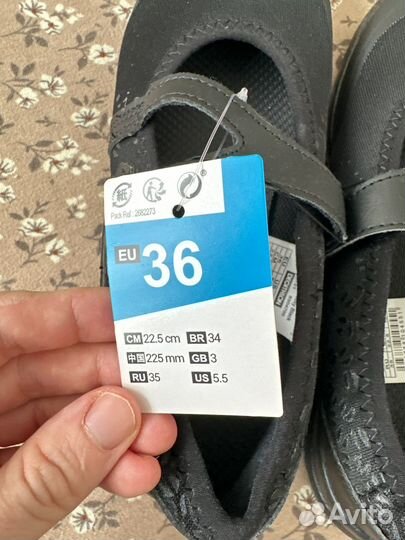 紙
Pack Ref : 2682273
EU 36
CM 22.5 cm BR 34
中国 225 mm GB 3
RU 35 US 5.5
Avito